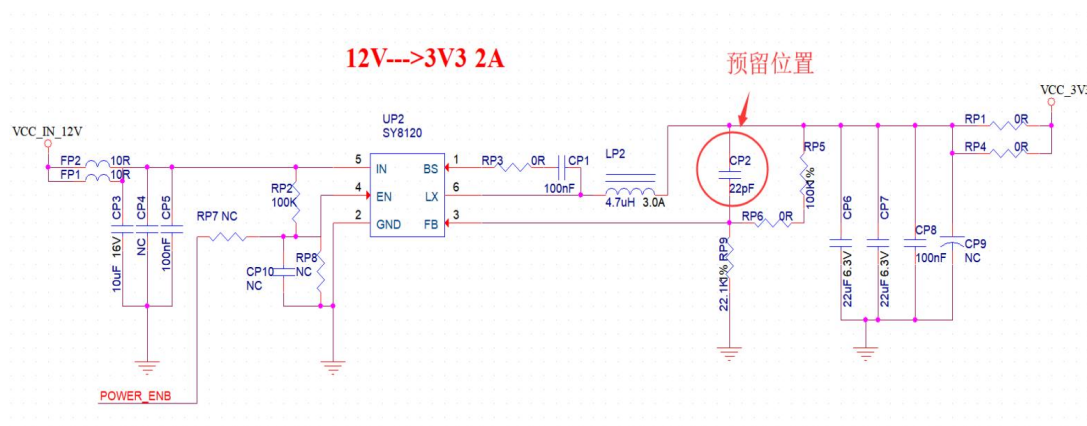 12V--->3V3 2A
预留位置
VCC_3V3
VCC_IN_12V
UP2
SY8120
FP2 10R
FP1 10R
CP3
10uF 16V
CP4
NC
CP5
100nF
RP2
100K
RP7 NC
CP10
NC
RP8
NC
5 IN
4 EN
2 GND
BS 1
LX 6
FB 3
RP3 0R
CP1
100nF
LP2
4.7uH 3.0A
CP2
22pF
RP5
100K1%
RP6 0R
RP9
22.1K1%
CP6
22uF 6.3V
CP7
22uF 6.3V
CP8
100nF
CP9
NC
RP1 0R
RP4 0R
POWER_ENB